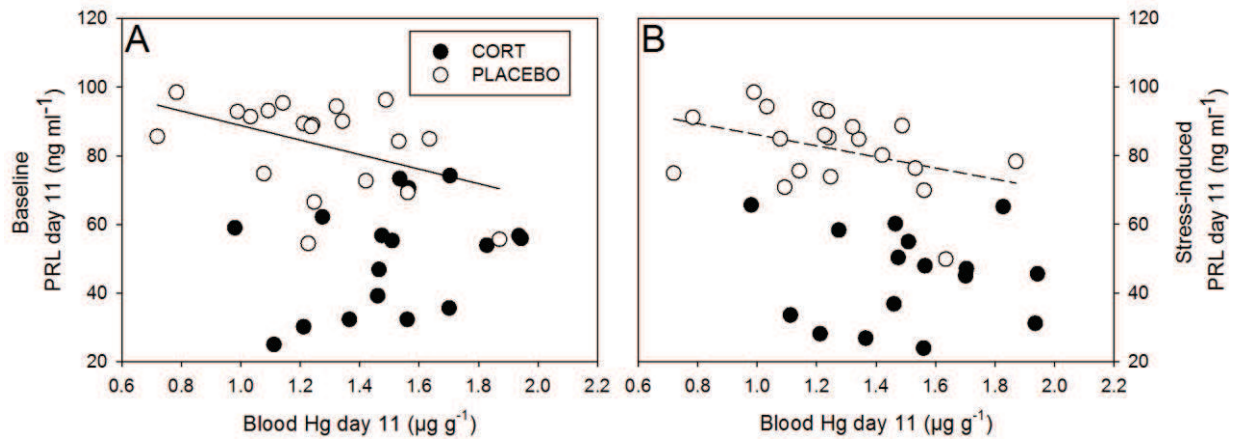 A
CORT
PLACEBO
120
100
80
60
40
20
Baseline
PRL day 11 (ng ml⁻¹)
0.6 0.8 1.0 1.2 1.4 1.6 1.8 2.0 2.2
Blood Hg day 11 (µg g⁻¹)
B
0.6 0.8 1.0 1.2 1.4 1.6 1.8 2.0 2.2
Blood Hg day 11 (µg g⁻¹)
120
100
80
60
40
20
Stress-induced
PRL day 11 (ng ml⁻¹)